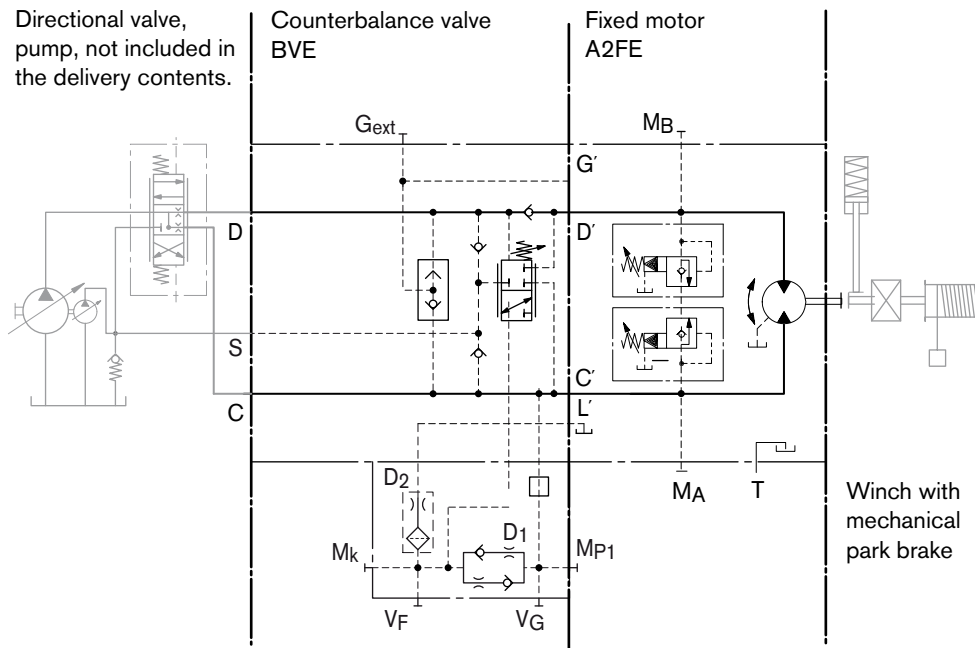 Directional valve,
pump, not included in
the delivery contents.
Counterbalance valve
BVE
Fixed motor
A2FE
Gext
MB
G′
D
D′
S
C′
C
L′
D2
MA
T
D1
Mk
MP1
VF
VG
Winch with
mechanical
park brake